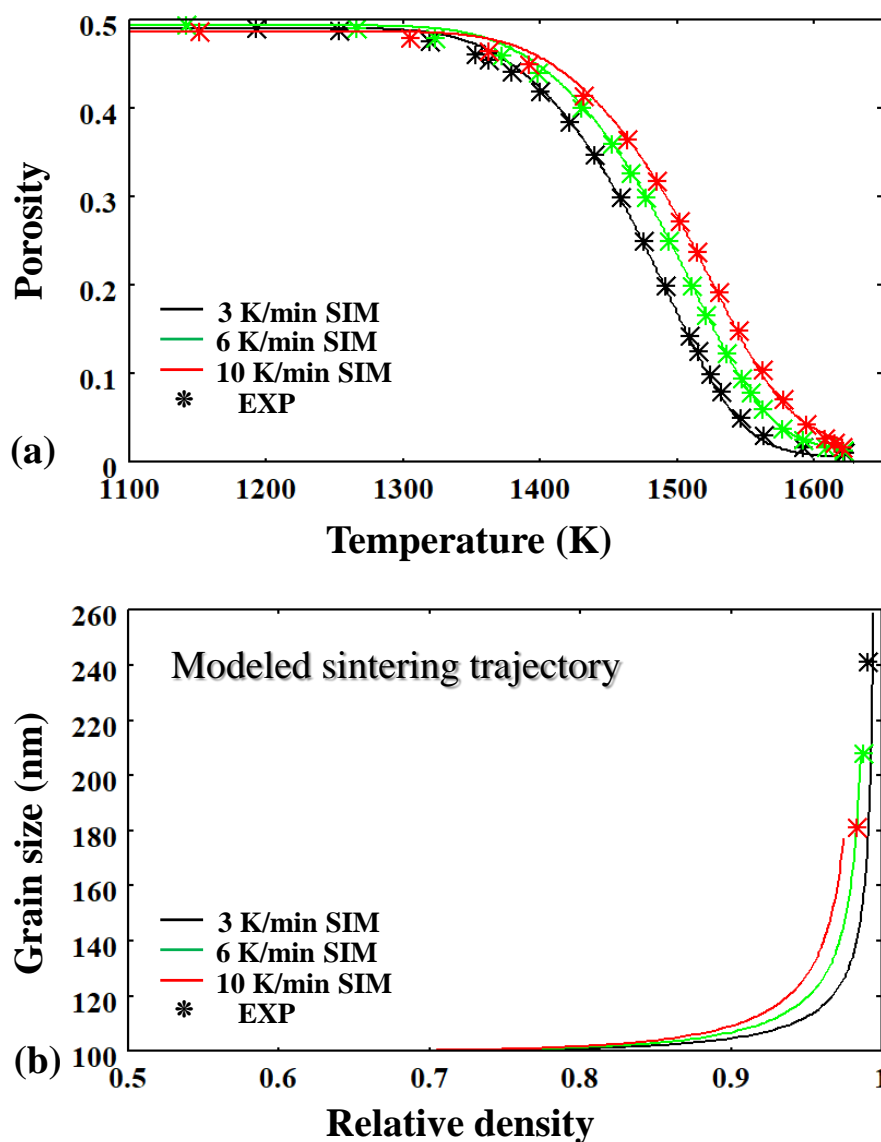 0.5
0.4
0.3
0.2
0.1
0
Porosity
3 K/min SIM
6 K/min SIM
10 K/min SIM
EXP
(a)
1100 1200 1300 1400 1500 1600
Temperature (K)
260
240
220
200
180
160
140
120
100
Grain size (nm)
Modeled sintering trajectory
3 K/min SIM
6 K/min SIM
10 K/min SIM
EXP
(b)
0.5 0.6 0.7 0.8 0.9 1
Relative density